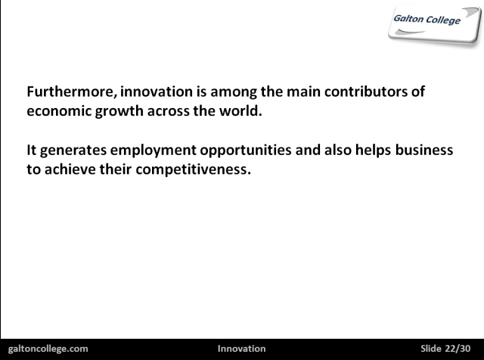 Galton College
Furthermore, innovation is among the main contributors of
economic growth across the world.
It generates employment opportunities and also helps business
to achieve their competitiveness.
galtoncollege.com
Innovation
Slide 22/30